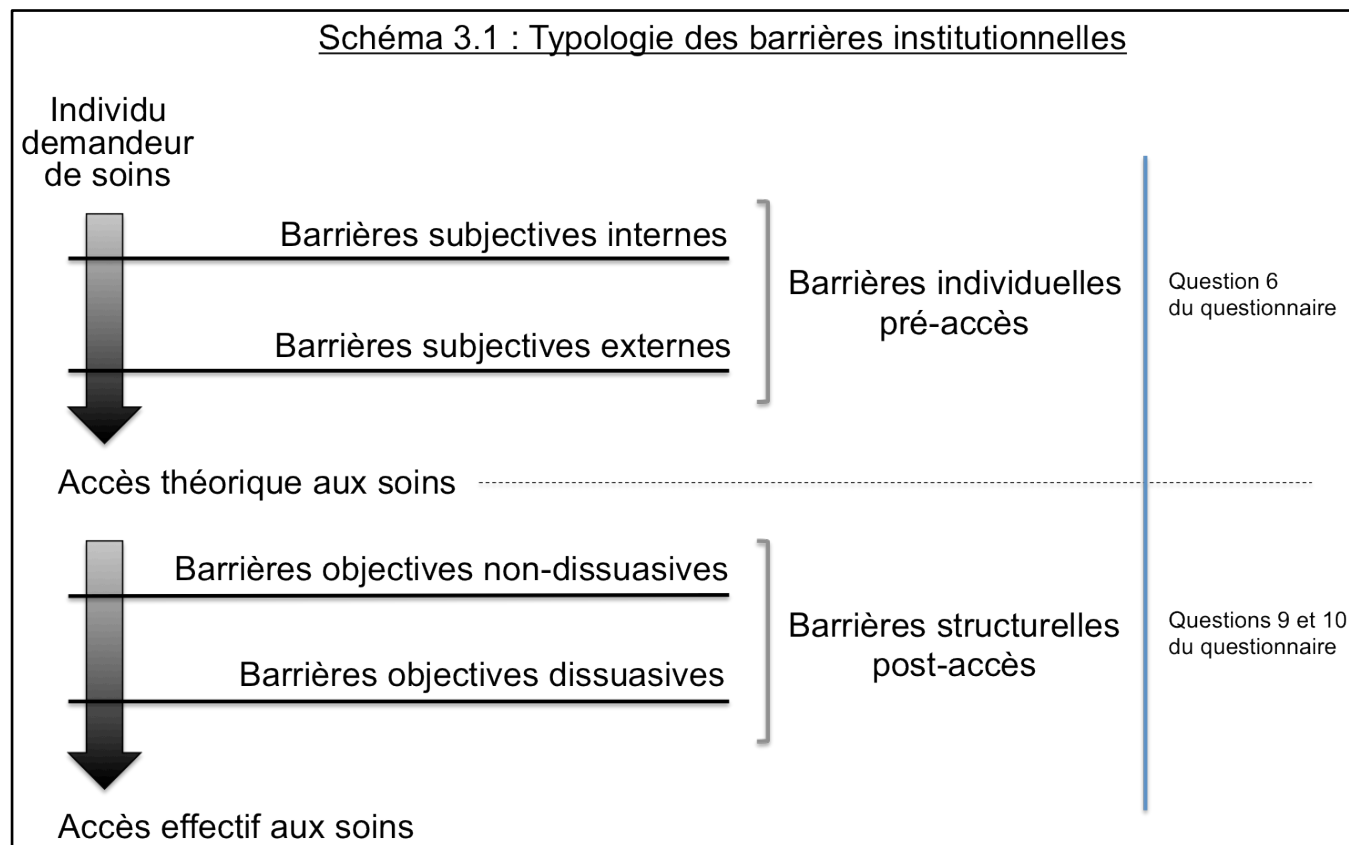 Schéma 3.1 : Typologie des barrières institutionnelles
Individu
demandeur
de soins
Barrières subjectives internes
Barrières subjectives externes
Barrières individuelles
pré-accès
Question 6
du questionnaire
Accès théorique aux soins
Barrières objectives non-dissuasives
Barrières objectives dissuasives
Barrières structurelles
post-accès
Questions 9 et 10
du questionnaire
Accès effectif aux soins